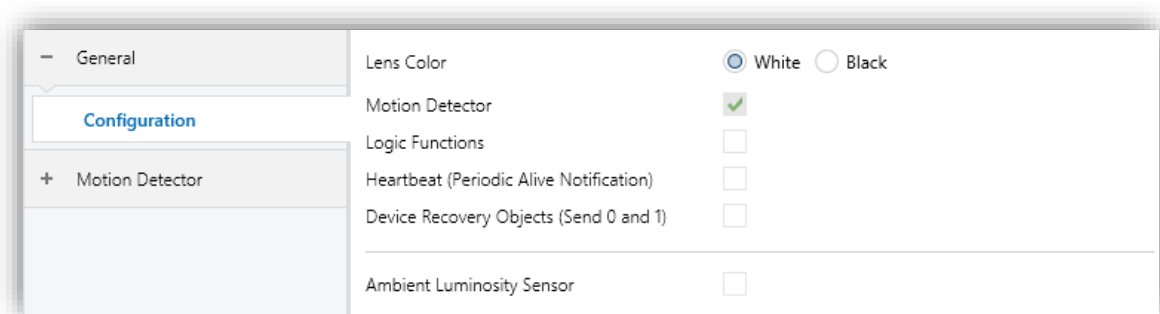 General
Configuration
Motion Detector
Lens Color White Black
Motion Detector
Logic Functions
Heartbeat (Periodic Alive Notification)
Device Recovery Objects (Send 0 and 1)
Ambient Luminosity Sensor